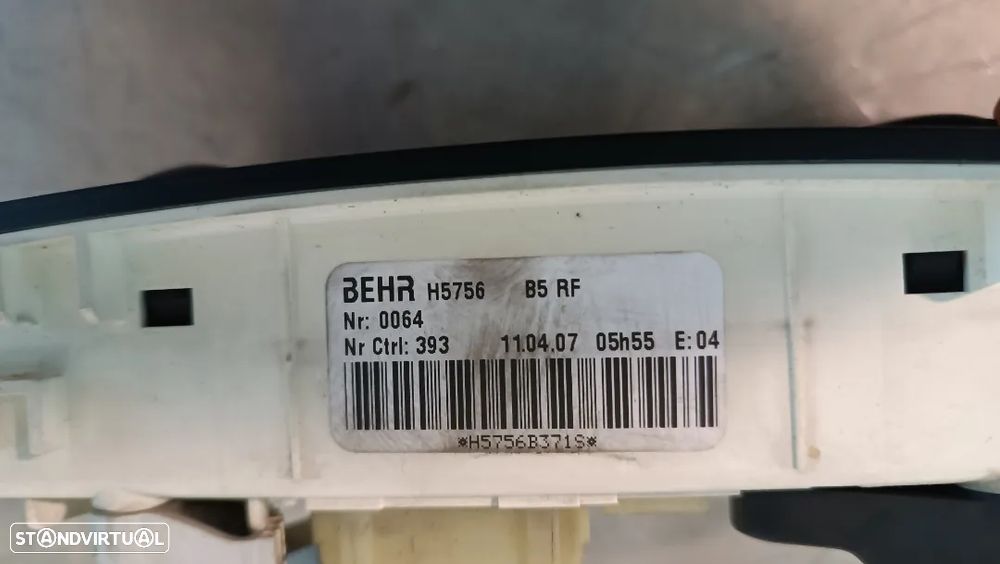 BEHR H5756 B5 RF
Nr: 0064
Nr Ctrl: 393 11.04.07 05h55 E:04
*H5756B371S*
STANDVIRTUAL